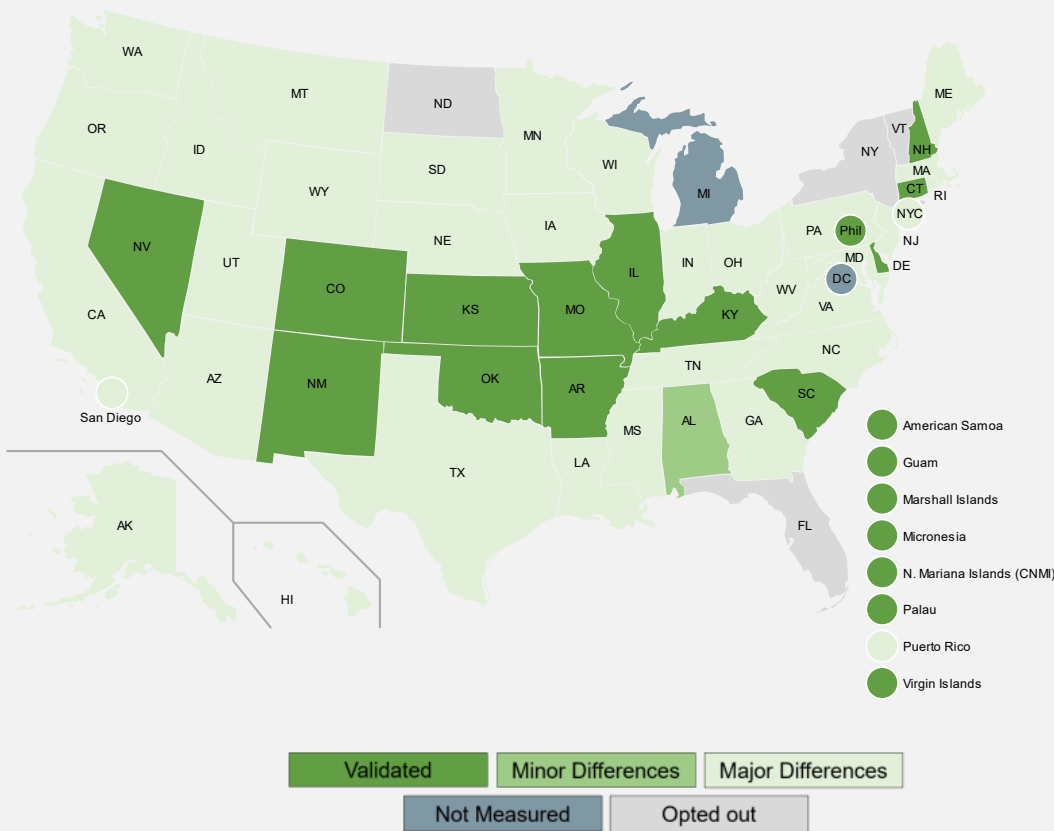 WA
MT
ND
ME
OR
MN
VT
ID
SD
WI
NY
NH
MA
WY
MI
CT
RI
NYC
IA
NE
PA
Phil
NJ
NV
UT
IN
OH
MD
DE
CO
IL
DC
WV
VA
CA
KS
MO
KY
NC
TN
AZ
NM
OK
AR
SC
San Diego
MS
AL
GA
American Samoa
LA
Guam
TX
Marshall Islands
AK
FL
Micronesia
N. Mariana Islands (CNMI)
HI
Palau
Puerto Rico
Virgin Islands
Validated
Minor Differences
Major Differences
Not Measured
Opted out